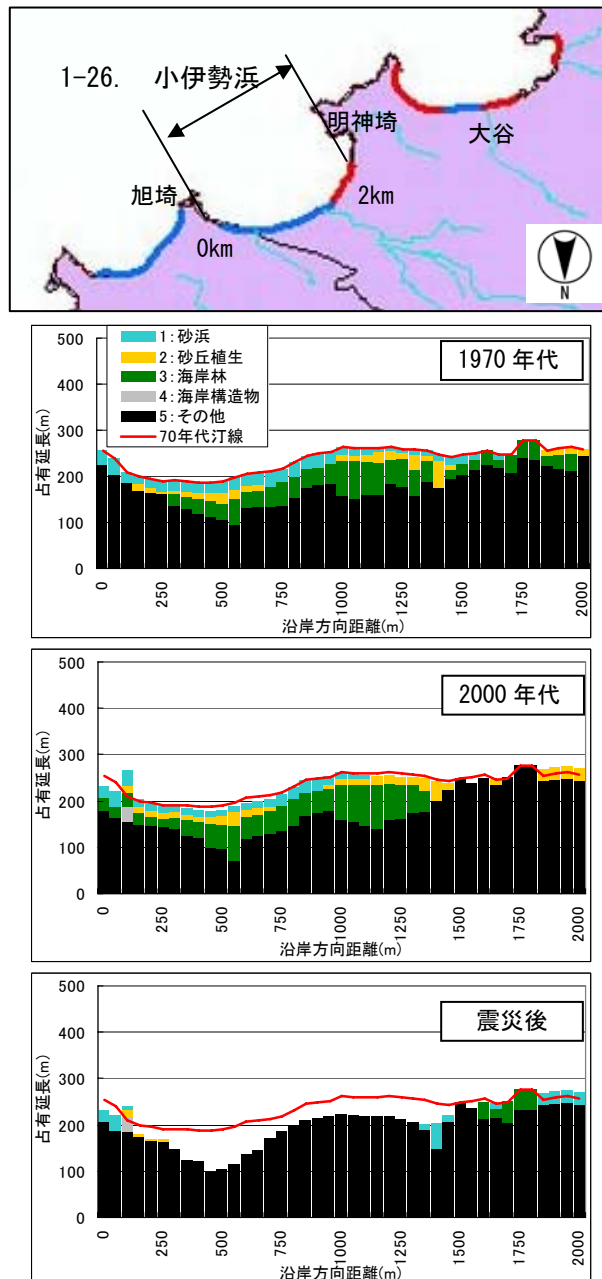 1-26. 小伊勢浜
明神埼
大谷
旭埼
2km
0km
N
500
400
300
200
100
0
占有延長(m)
1:砂浜
2:砂丘植生
3:海岸林
4:海岸構造物
5:その他
70年代汀線
1970 年代
0
250
500
750
1000
1250
1500
1750
2000
沿岸方向距離(m)
500
400
300
200
100
0
占有延長(m)
2000 年代
0
250
500
750
1000
1250
1500
1750
2000
沿岸方向距離(m)
500
400
300
200
100
0
占有延長(m)
震災後
0
250
500
750
1000
1250
1500
1750
2000
沿岸方向距離(m)